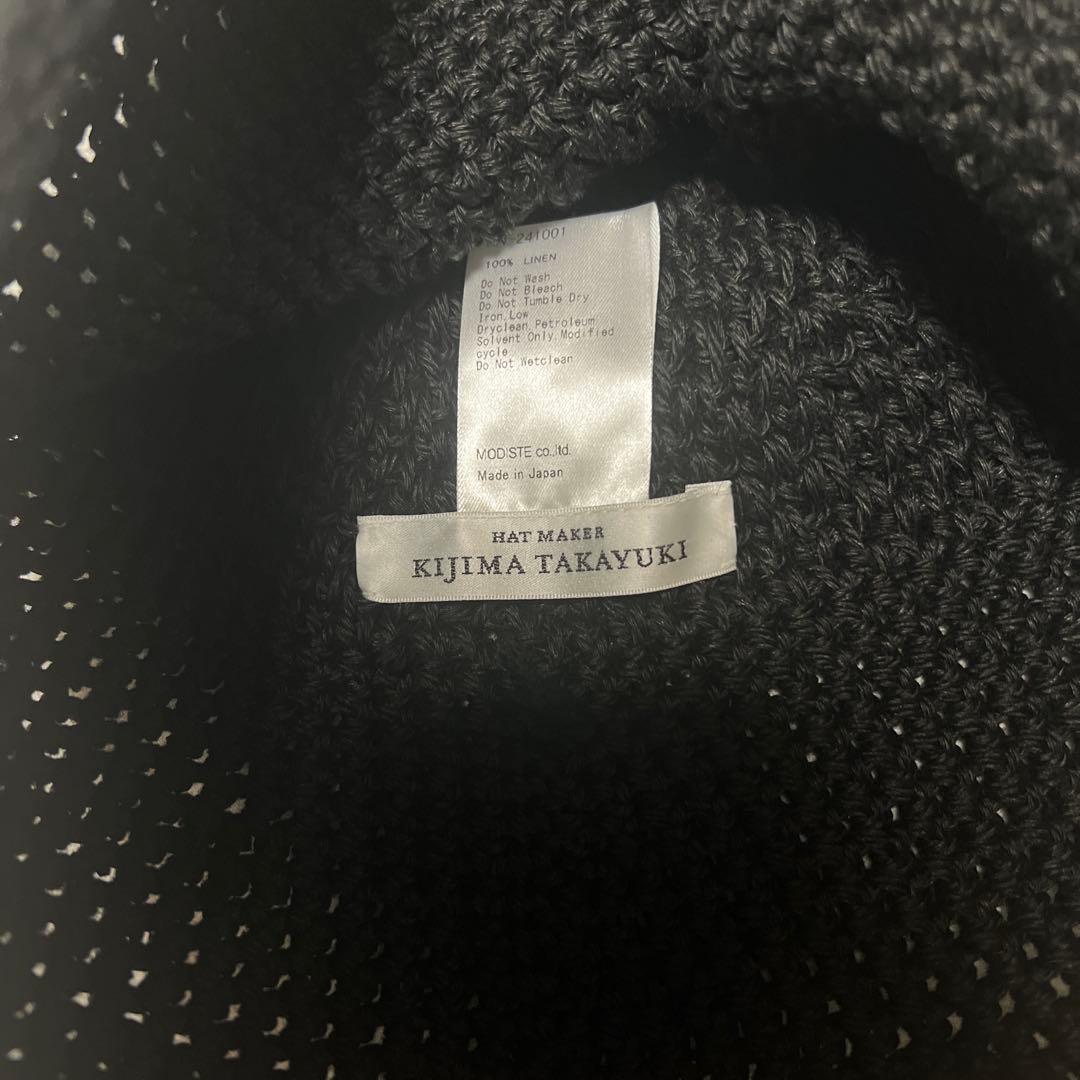 -241001
100% LINEN
Do Not Wash
Do Not Bleach
Do Not Tumble Dry
Iron,Low
Dryclean,Petroleum
Solvent Only,Modified
cycle
Do Not Wetclean
MODISTE co.,ltd.
Made in Japan
HAT MAKER
KIJIMA TAKAYUKI